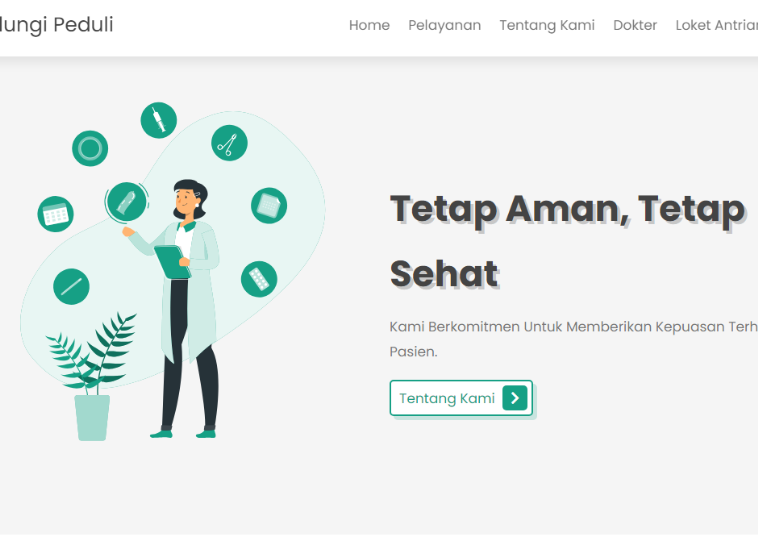 lungi Peduli
Home Pelayanan Tentang Kami Dokter Loket Antrian
Tetap Aman, Tetap
Sehat
Kami Berkomitmen Untuk Memberikan Kepuasan Terh
Pasien.
Tentang Kami